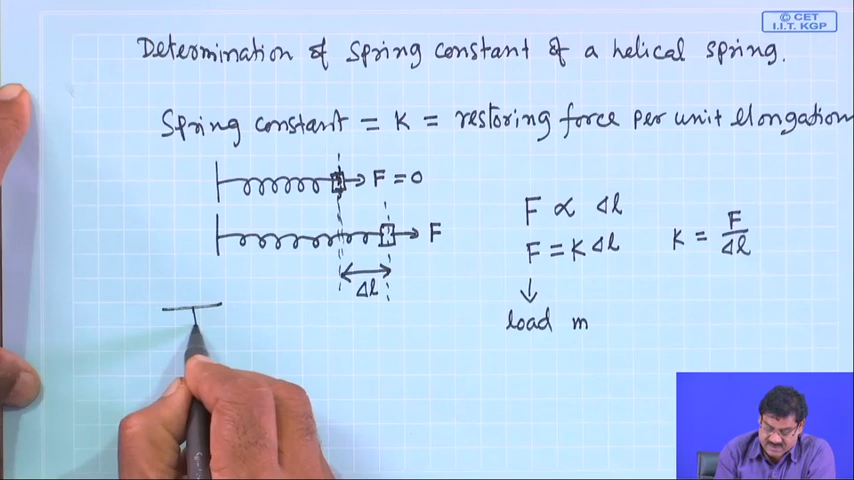 © CET
I.I.T. KGP
Determination of spring constant of a helical spring.
Spring constant = K = restoring force per unit elongation
F = 0
F
Δl
F ∝ Δl
F = K Δl
K = F/Δl
↓
load m